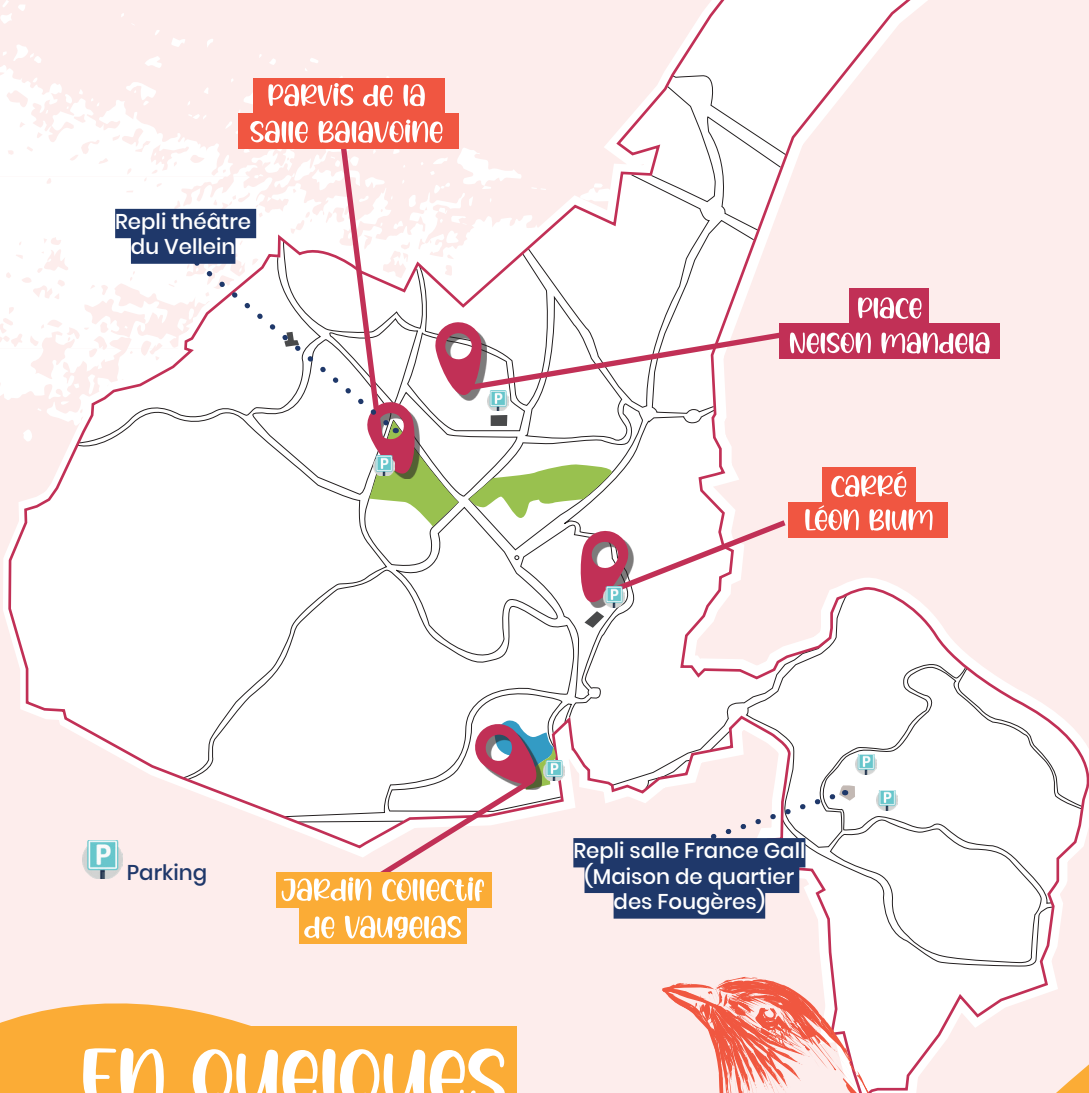 Parvis de la
Salle Balavoine
Repli théâtre
du Vellein
Place
Nelson Mandela
Carré
Léon Blum
P
P
P
P
P
P
P
Parking
Jardin collectif
de Vaugelas
Repli salle France Gall
(Maison de quartier
des Fougères)
En quelques